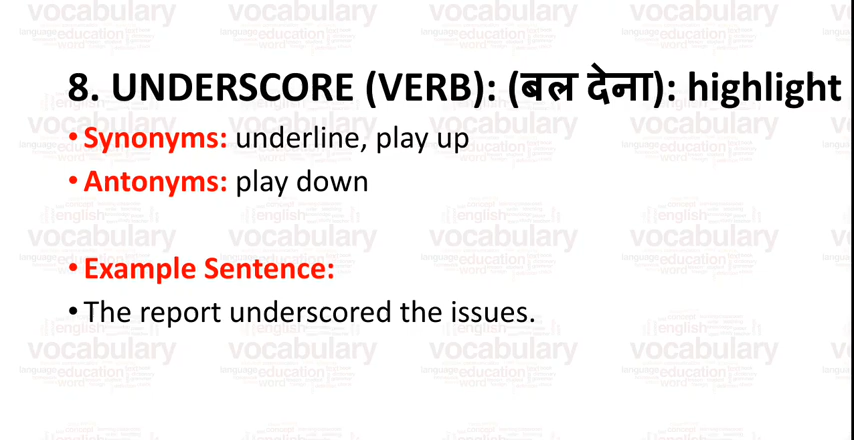 8. UNDERSCORE (VERB): (बल देना): highlight
• Synonyms: underline, play up
• Antonyms: play down
• Example Sentence:
• The report underscored the issues.